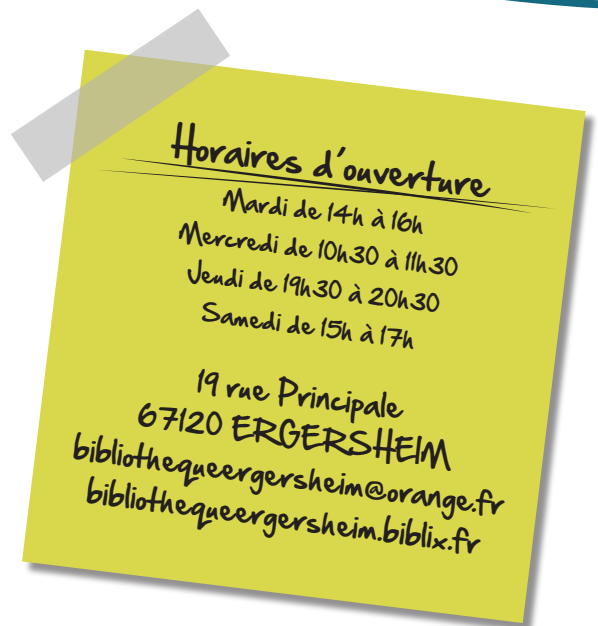 Horaires d'ouverture
Mardi de 14h à 16h
Mercredi de 10h30 à 11h30
Jeudi de 19h30 à 20h30
Samedi de 15h à 17h
19 rue Principale
67120 ERGERSHEIM
bibliothequeergersheim@orange.fr
bibliothequeergersheim.biblix.fr